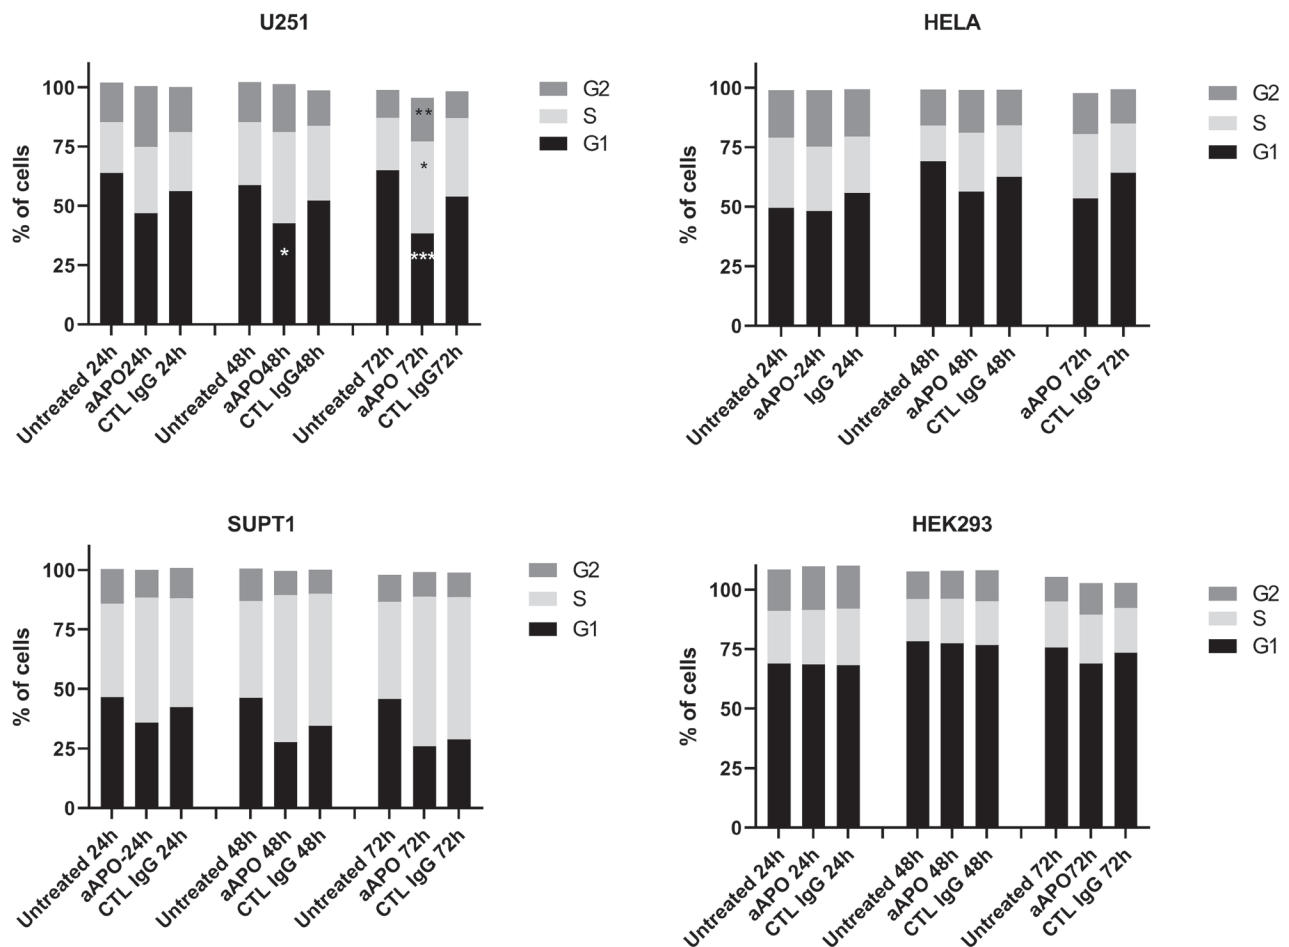 U251
% of cells
100
75
50
25
0
**
*
*
***
G2
S
G1
Untreated 24h
aAPO24h
CTL IgG 24h
Untreated 48h
aAPO48h
CTL IgG48h
Untreated 72h
aAPO 72h
CTL IgG72h
HELA
% of cells
100
75
50
25
0
G2
S
G1
Untreated 24h
aAPO-24h
IgG 24h
Untreated 48h
aAPO 48h
CTL IgG 48h
aAPO 72h
CTL IgG 72h
SUPT1
% of cells
100
75
50
25
0
G2
S
G1
Untreated 24h
aAPO-24h
CTL IgG 24h
Untreated 48h
aAPO 48h
CTL IgG 48h
Untreated 72h
aAPO 72h
CTL IgG 72h
HEK293
% of cells
100
75
50
25
0
G2
S
G1
Untreated 24h
aAPO 24h
CTL IgG 24h
Untreated 48h
aAPO 48h
CTL IgG 48h
Untreated 72h
aAPO72h
CTL IgG 72h